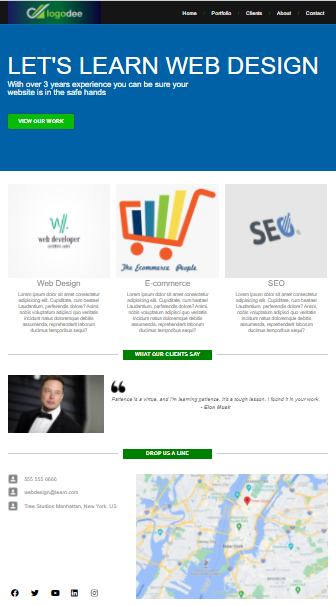 logodee
Home / Portfolio / Clients / About / Contact
LET'S LEARN WEB DESIGN
With over 3 years experience you can be sure your
website is in the safe hands
VIEW OUR WORK
web developer
The Ecommerce People
SEO
Web Design
E-commerce
SEO
Lorem ipsum dolor sit amet consectetur
adipisicing elit. Cupiditate, cum beatae!
Laudantium, perferendis dolore? Animi,
nobis voluptatum adipisci quo veritatis
incidunt natus doloremque debitis
assumenda, reprehenderit laborum
ducimus temporibus sequi?
Lorem ipsum dolor sit amet consectetur
adipisicing elit. Cupiditate, cum beatae!
Laudantium, perferendis dolore? Animi,
nobis voluptatum adipisci quo veritatis
incidunt natus doloremque debitis
assumenda, reprehenderit laborum
ducimus temporibus sequi?
Lorem ipsum dolor sit amet consectetur
adipisicing elit. Cupiditate, cum beatae!
Laudantium, perferendis dolore? Animi,
nobis voluptatum adipisci quo veritatis
incidunt natus doloremque debitis
assumenda, reprehenderit laborum
ducimus temporibus sequi?
WHAT OUR CLIENTS SAY
Patience is a virtue, and I'm learning patience. It's a tough lesson. I found it in your work.
- Elon Musk
DROP US A LINE
555 555 6666
webdesign@learn.com
Tree Studios Manhattan, New York, US
New York